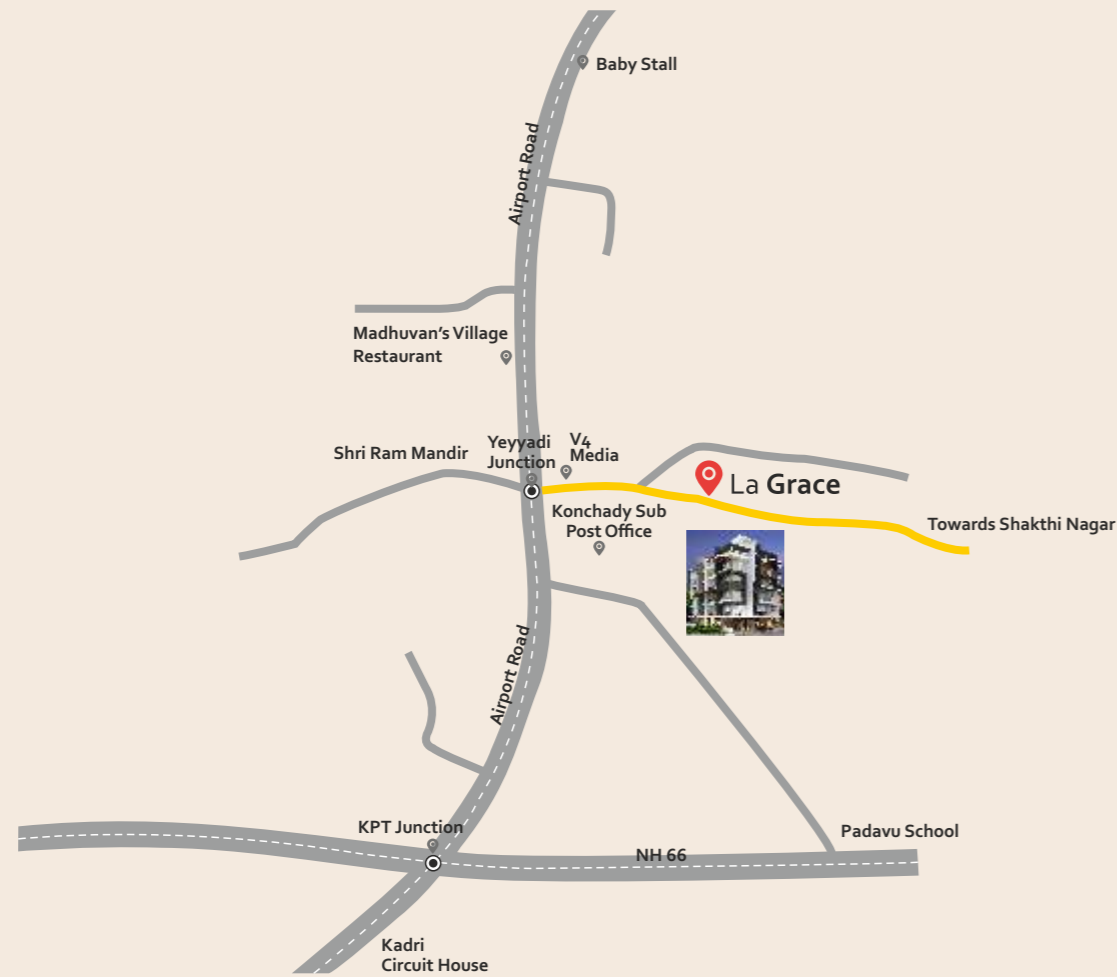 Baby Stall
Airport Road
Madhuvan's Village
Restaurant
Shri Ram Mandir
Yeyyadi
Junction
V4
Media
La Grace
Konchady Sub
Post Office
Towards Shakthi Nagar
Airport Road
KPT Junction
NH 66
Padavu School
Kadri
Circuit House